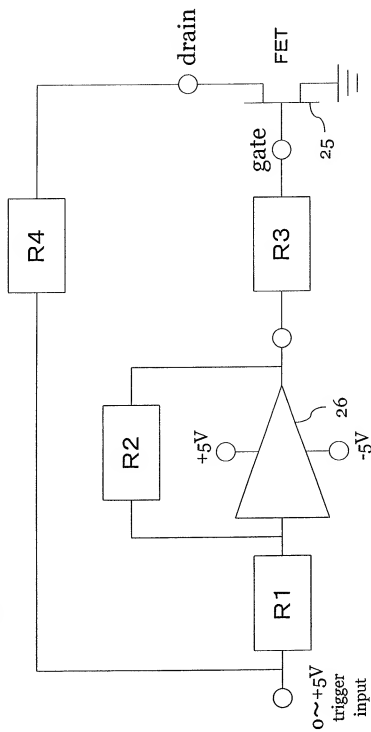 R4
drain
FET
R2
+5V
gate
25
R1
26
R3
-5V
0~+5V
trigger
input